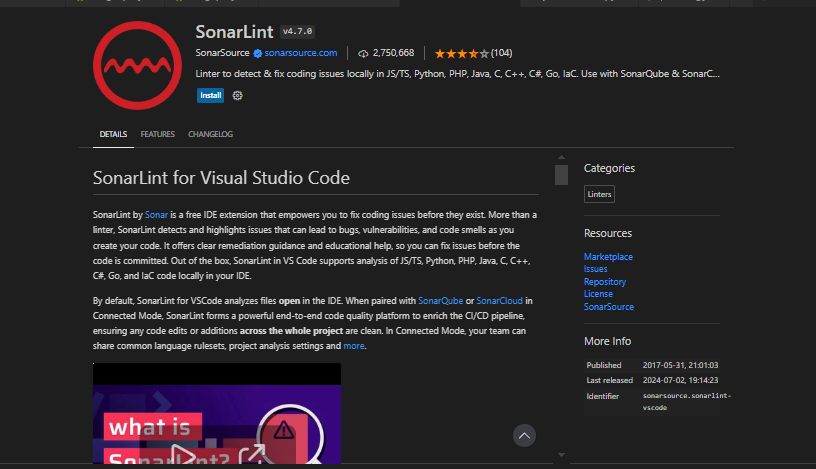 SonarLint v4.7.0
SonarSource sonarsource.com 2,750,668 (104)
Linter to detect & fix coding issues locally in JS/TS, Python, PHP, Java, C, C++, C#, Go, IaC. Use with SonarQube & SonarC...
Install
DETAILS FEATURES CHANGELOG
SonarLint for Visual Studio Code
SonarLint by Sonar is a free IDE extension that empowers you to fix coding issues before they exist. More than a
linter, SonarLint detects and highlights issues that can lead to bugs, vulnerabilities, and code smells as you
create your code. It offers clear remediation guidance and educational help, so you can fix issues before the
code is committed. Out of the box, SonarLint in VS Code supports analysis of JS/TS, Python, PHP, Java, C, C++,
C#, Go, and IaC code locally in your IDE.
By default, SonarLint for VSCode analyzes files open in the IDE. When paired with SonarQube or SonarCloud in
Connected Mode, SonarLint forms a powerful end-to-end code quality platform to enrich the CI/CD pipeline,
ensuring any code edits or additions across the whole project are clean. In Connected Mode, your team can
share common language rulesets, project analysis settings and more.
what is
SonarLint?
Categories
Linters
Resources
Marketplace
Issues
Repository
License
SonarSource
More Info
Published 2017-05-31, 21:01:03
Last released 2024-07-02, 19:14:23
Identifier sonarsource.sonarlint-
vscode